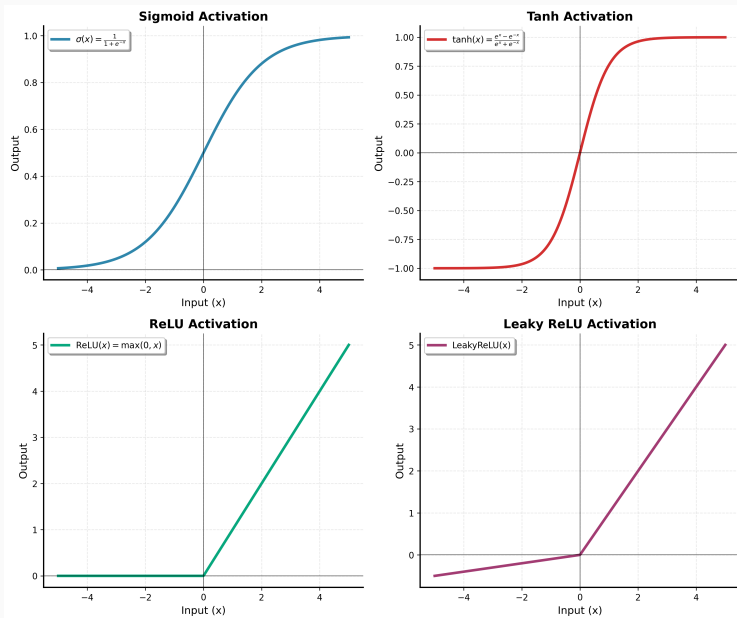 Sigmoid Activation
σ(x) = 1/(1+e^{-x})
Output
1.0
0.8
0.6
0.4
0.2
0.0
−4 −2 0 2 4
Input (x)
Tanh Activation
tanh(x) = (e^x − e^{-x})/(e^x + e^{-x})
Output
1.00
0.75
0.50
0.25
0.00
−0.25
−0.50
−0.75
−1.00
−4 −2 0 2 4
Input (x)
ReLU Activation
ReLU(x) = max(0, x)
Output
5
4
3
2
1
0
−4 −2 0 2 4
Input (x)
Leaky ReLU Activation
LeakyReLU(x)
Output
5
4
3
2
1
0
−4 −2 0 2 4
Input (x)